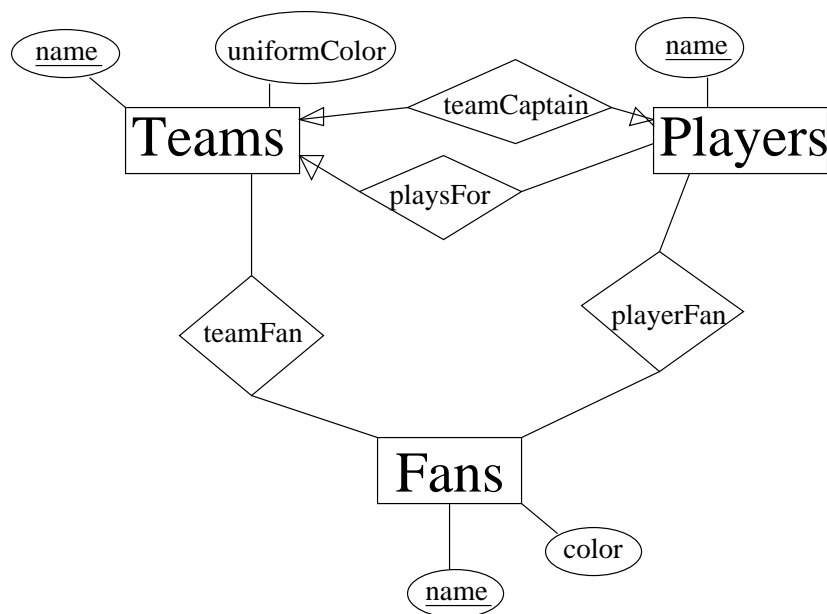 name
uniformColor
name
teamCaptain
Teams
Players
playsFor
teamFan
playerFan
Fans
color
name